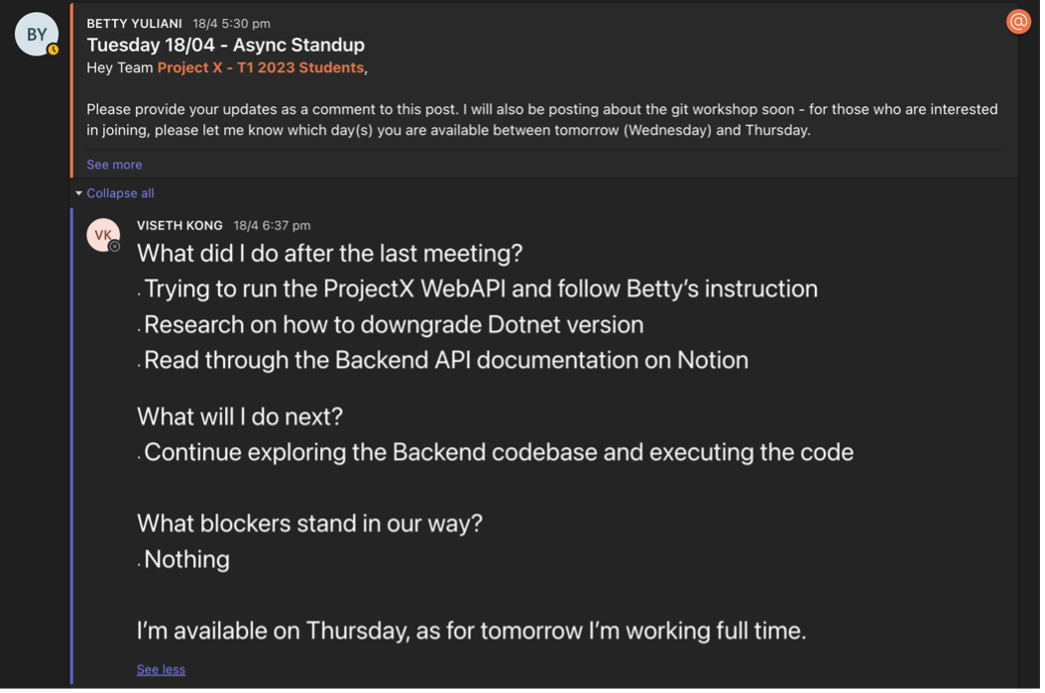 BY
BETTY YULIANI 18/4 5:30 pm
@
Tuesday 18/04 - Async Standup
Hey Team Project X - T1 2023 Students,
Please provide your updates as a comment to this post. I will also be posting about the git workshop soon - for those who are interested
in joining, please let me know which day(s) you are available between tomorrow (Wednesday) and Thursday.
See more
Collapse all
VK
VISETH KONG 18/4 6:37 pm
What did I do after the last meeting?
. Trying to run the ProjectX WebAPI and follow Betty’s instruction
. Research on how to downgrade Dotnet version
. Read through the Backend API documentation on Notion
What will I do next?
. Continue exploring the Backend codebase and executing the code
What blockers stand in our way?
. Nothing
I’m available on Thursday, as for tomorrow I’m working full time.
See less